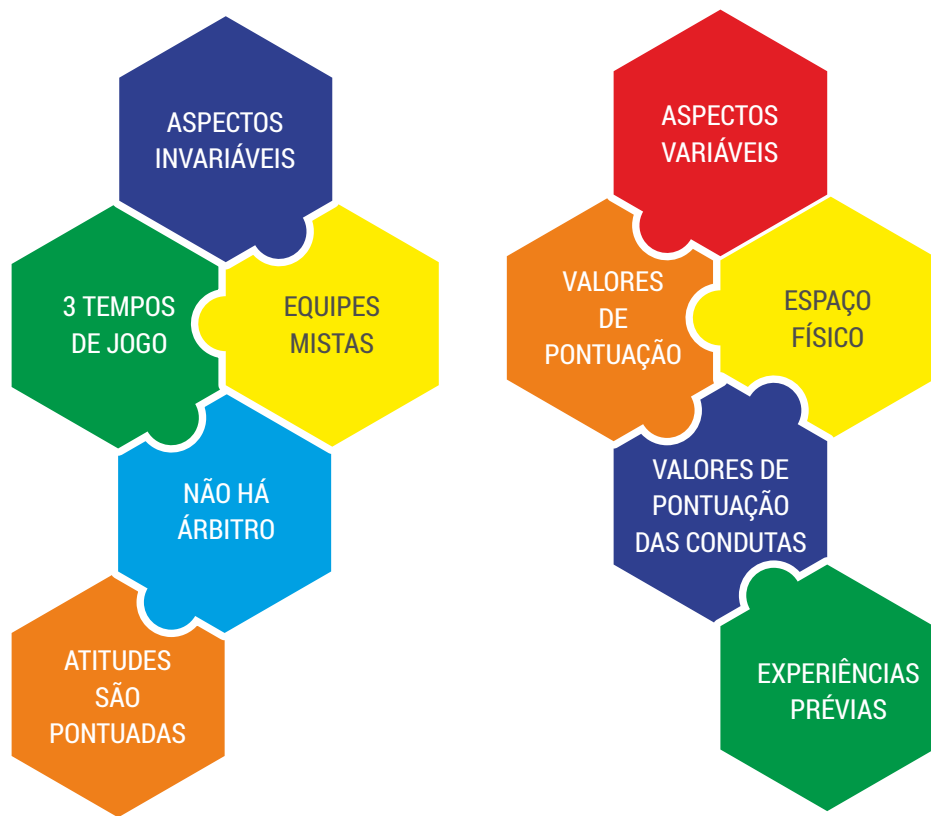 ASPECTOS
INVARIÁVEIS
3 TEMPOS
DE JOGO
EQUIPES
MISTAS
NÃO HÁ
ÁRBITRO
ATITUDES
SÃO
PONTUADAS
ASPECTOS
VARIÁVEIS
VALORES
DE
PONTUAÇÃO
ESPAÇO
FÍSICO
VALORES DE
PONTUAÇÃO
DAS CONDUTAS
EXPERIÊNCIAS
PRÉVIAS